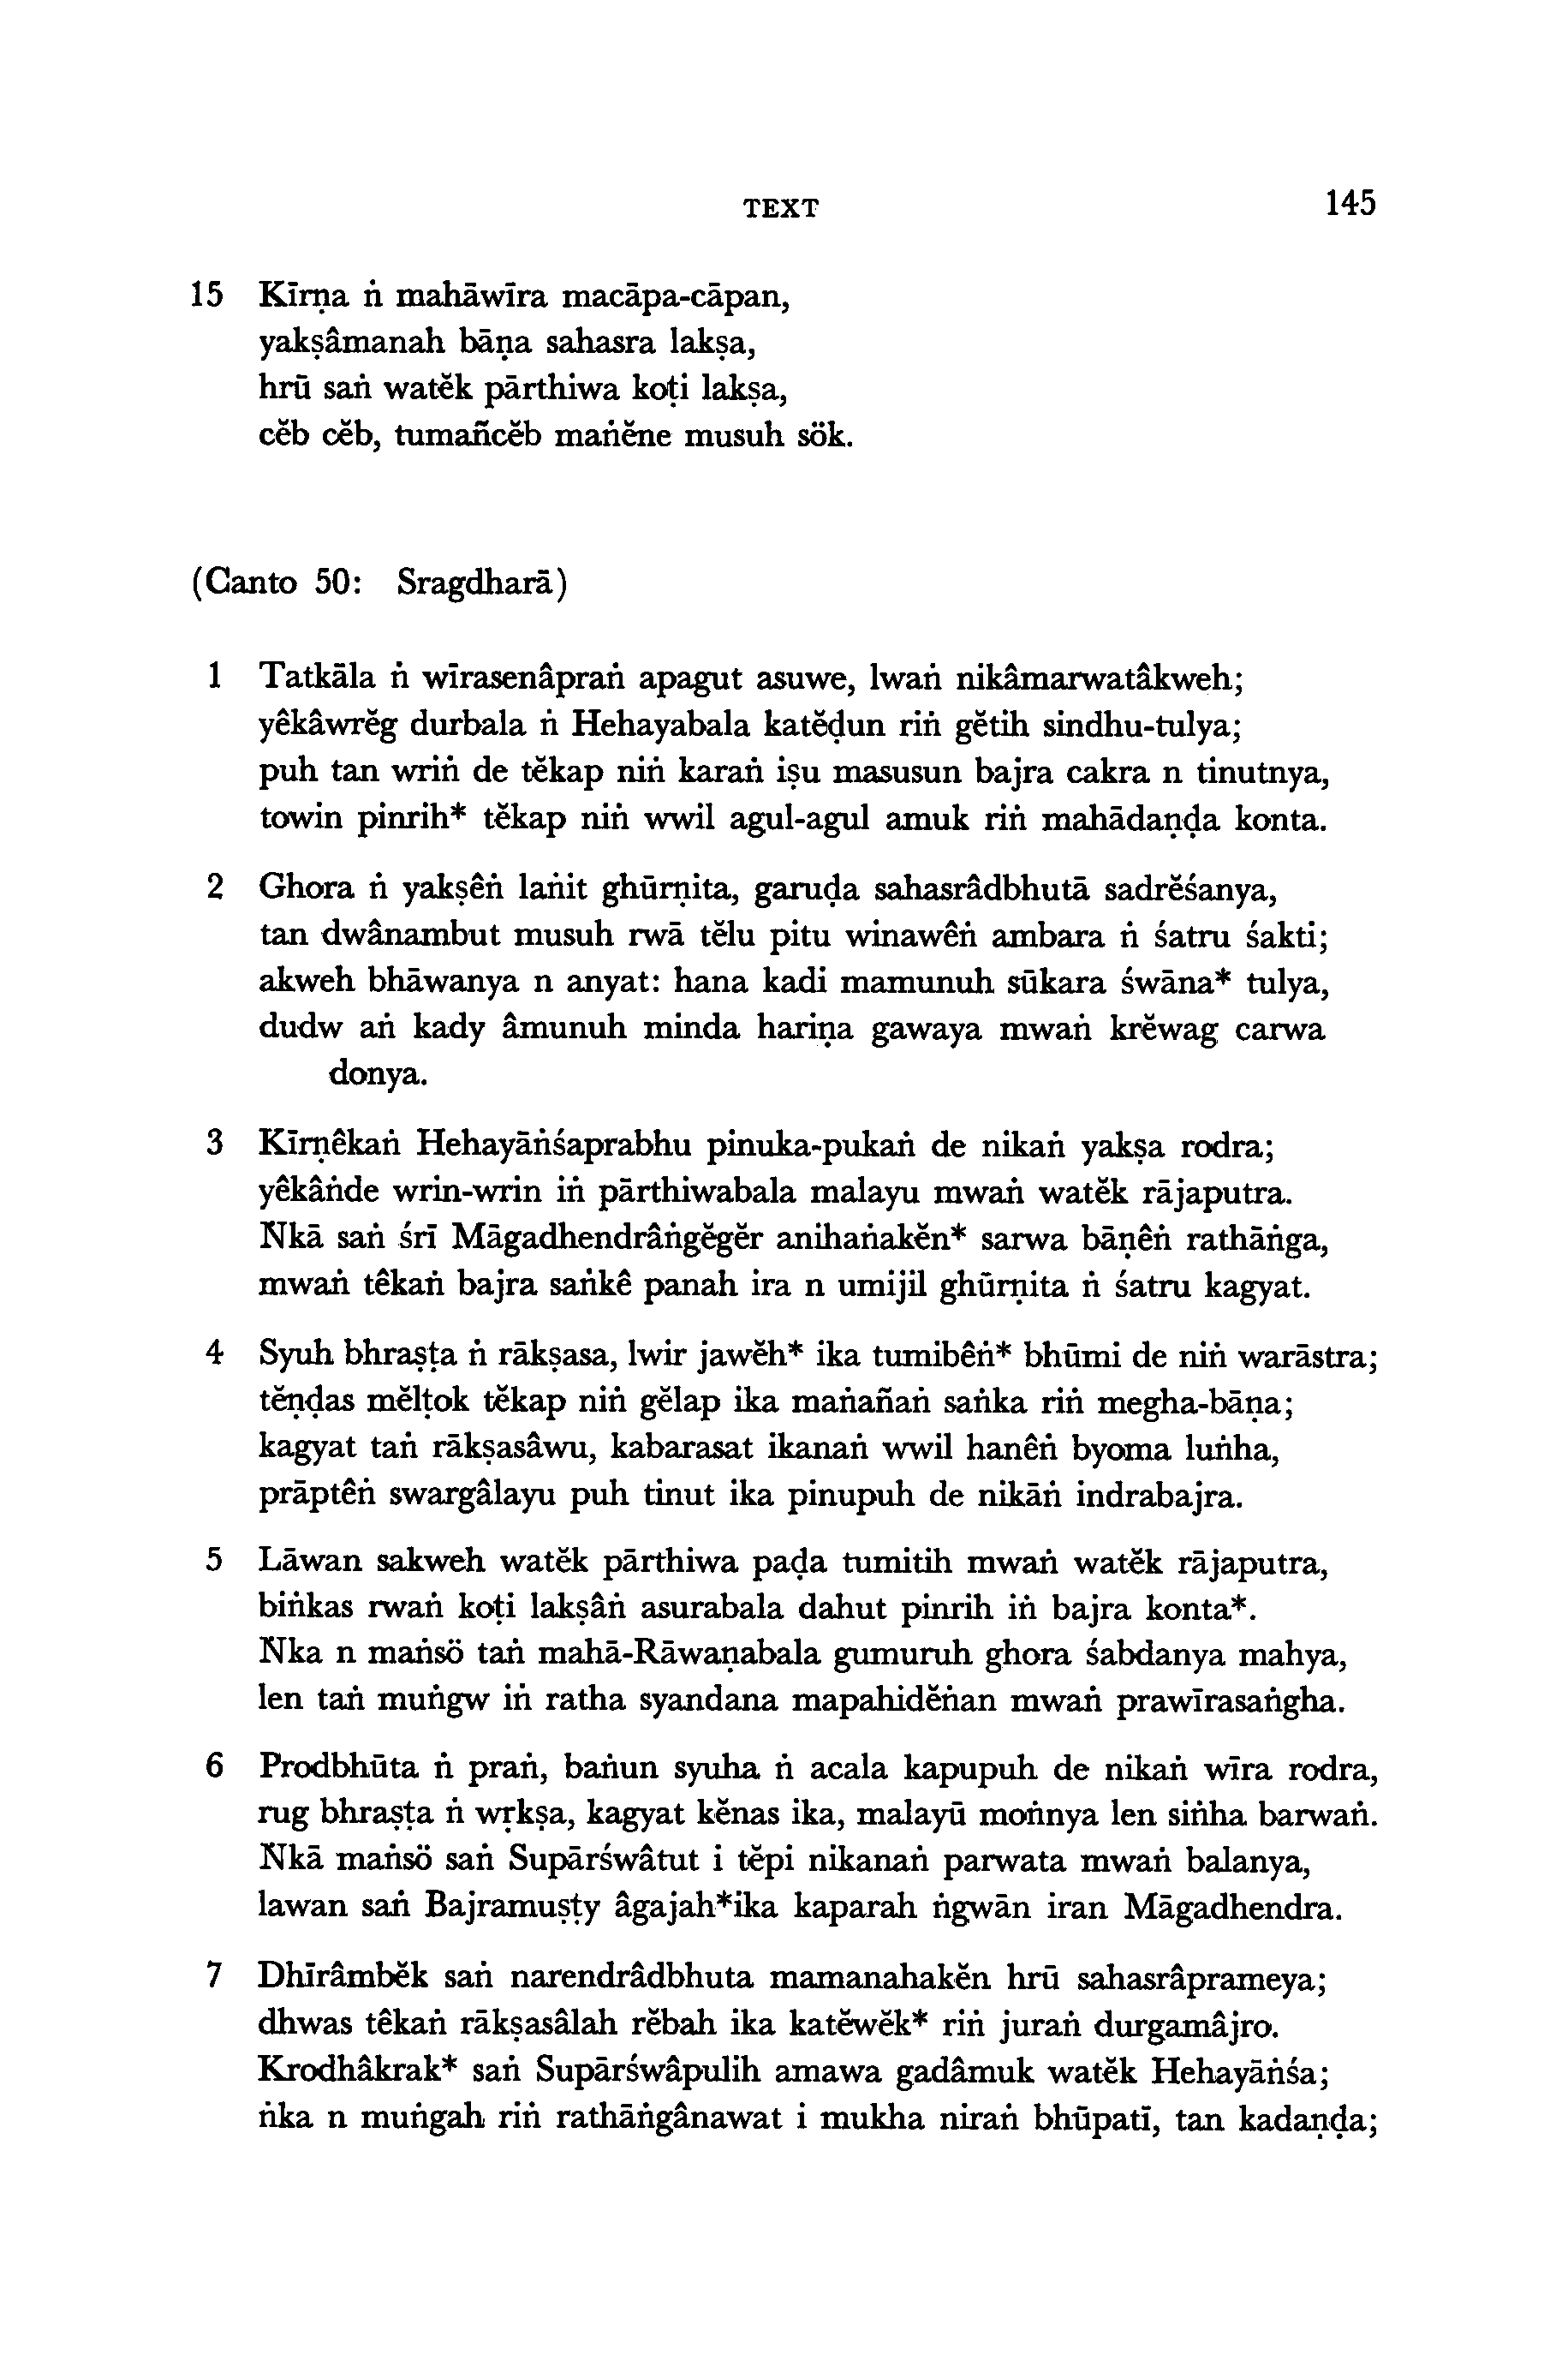 TEXT 145
15 Kīrṇa ṅ mahāwīra macāpa-cāpan,
yakṣâmanah bāṇa sahasra lakṣa,
hrū saṅ watĕk pārthiwa koṭi lakṣa,
cĕb cĕb, tumañcĕb maṅĕne musuh sök.
(Canto 50: Sragdharā)
1 Tatkāla ṅ wīrasenâpraṅ apagut asuwe, lwaṅ nikâmarwatâkweh;
yêkâwrĕg durbala ṅ Hehayabala katĕḍun riṅ gĕtih sindhu-tulya;
puh tan wriṅ de tĕkap niṅ karaṅ iṣu masusun bajra cakra n tinutnya,
towin pinrih* tĕkap niṅ wwil agul-agul amuk riṅ mahādaṇḍa konta.
2 Ghora ṅ yakṣêṅ laṅit ghūrṇita, garuḍa sahasrâdbhutā sadrĕśanya,
tan dwânambut musuh rwā tĕlu pitu winawêṅ ambara ṅ śatru śakti;
akweh bhāwanya n anyat: hana kadi mamunuh sūkara śwāna* tulya,
dudw aṅ kady âmunuh minda hariṇa gawaya mwaṅ krĕwag carwa
donya.
3 Kīrṇêkaṅ Hehayāṅśaprabhu pinuka-pukaṅ de nikaṅ yakṣa rodra;
yêkâṅde wrin-wrin iṅ pārthiwabala malayu mwaṅ watĕk rājaputra.
Ṅkā saṅ śrī Māgadhendrâṅgĕgĕr anihaṅakĕn* sarwa bāṇêṅ rathāṅga,
mwaṅ têkaṅ bajra saṅkê panah ira n umijil ghūrṇita ṅ śatru kagyat.
4 Syuh bhraṣṭa ṅ rākṣasa, lwir jawĕh* ika tumibêṅ* bhūmi de niṅ warāstra;
tĕṇḍas mĕlṭok tĕkap niṅ gĕlap ika maṅañaṅ saṅka riṅ megha-bāṇa;
kagyat taṅ rākṣasâwu, kabarasat ikanaṅ wwil hanêṅ byoma luṅha,
prāptêṅ swargâlayu puh tinut ika pinupuh de nikāṅ indrabajra.
5 Lāwan sakweh watĕk pārthiwa paḍa tumitih mwaṅ watĕk rājaputra,
biṅkas rwaṅ koṭi lakṣâṅ asurabala dahut pinrih iṅ bajra konta*.
Ṅka n maṅsö taṅ mahā-Rāwaṇabala gumuruh ghora śabdanya mahya,
len taṅ muṅgw iṅ ratha syandana mapahidĕṅan mwaṅ prawīrasaṅgha.
6 Prodbhūta ṅ praṅ, baṅun syuha ṅ acala kapupuh de nikaṅ wīra rodra,
rug bhraṣṭa ṅ wṛkṣa, kagyat kĕnas ika, malayū moṅnya len siṅha barwaṅ.
Ṅkā maṅsö saṅ Supārśwâtut i tĕpi nikanaṅ parwata mwaṅ balanya,
lawan saṅ Bajramuṣṭy âgajah*ika kaparah ṅgwān iran Māgadhendra.
7 Dhīrâmbĕk saṅ narendrâdbhuta mamanahakĕn hrū sahasrâprameya;
dhwas têkaṅ rākṣasâlah rĕbah ika katĕwĕk* riṅ juraṅ durgamâjro.
Krodhâkrak* saṅ Supārśwâpulih amawa gadâmuk watĕk Hehayāṅśa;
ṅka n muṅgah riṅ rathāṅgânawat i mukha niraṅ bhūpatī, tan kadaṇḍa;